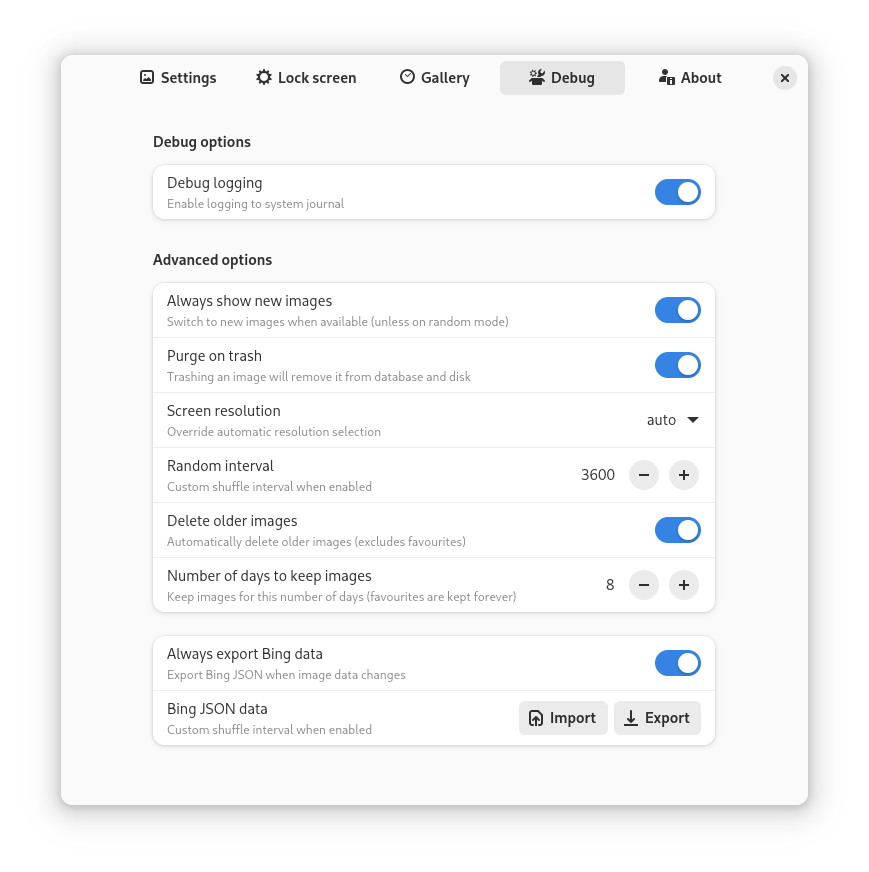 Settings Lock screen Gallery Debug About
Debug options
Debug logging
Enable logging to system journal
Advanced options
Always show new images
Switch to new images when available (unless on random mode)
Purge on trash
Trashing an image will remove it from database and disk
Screen resolution
auto
Override automatic resolution selection
Random interval
3600
Custom shuffle interval when enabled
Delete older images
Automatically delete older images (excludes favourites)
Number of days to keep images
8
Keep images for this number of days (favourites are kept forever)
Always export Bing data
Export Bing JSON when image data changes
Bing JSON data
Import Export
Custom shuffle interval when enabled